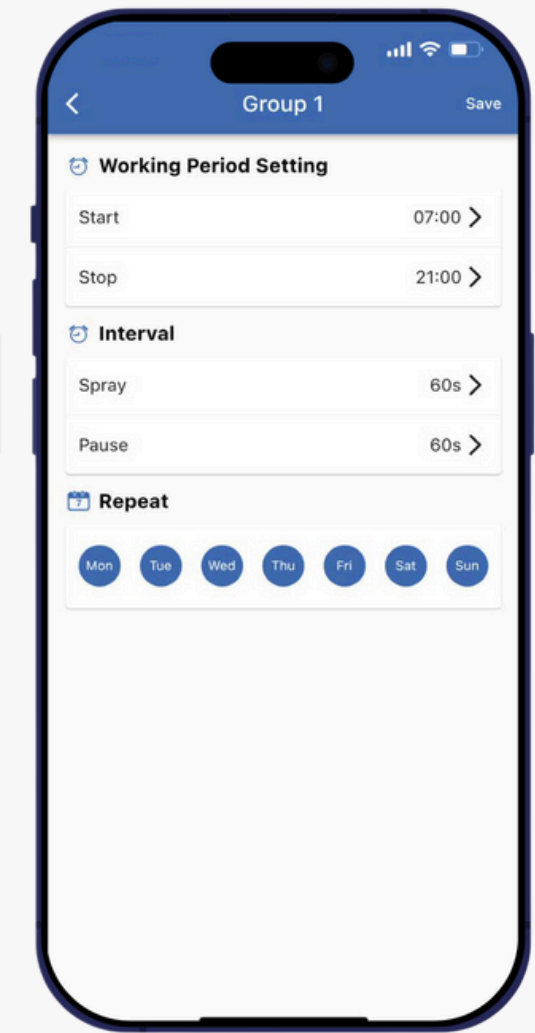 Group 1 Save
Working Period Setting
Start 07:00
Stop 21:00
Interval
Spray 60s
Pause 60s
7 Repeat
Mon Tue Wed Thu Fri Sat Sun